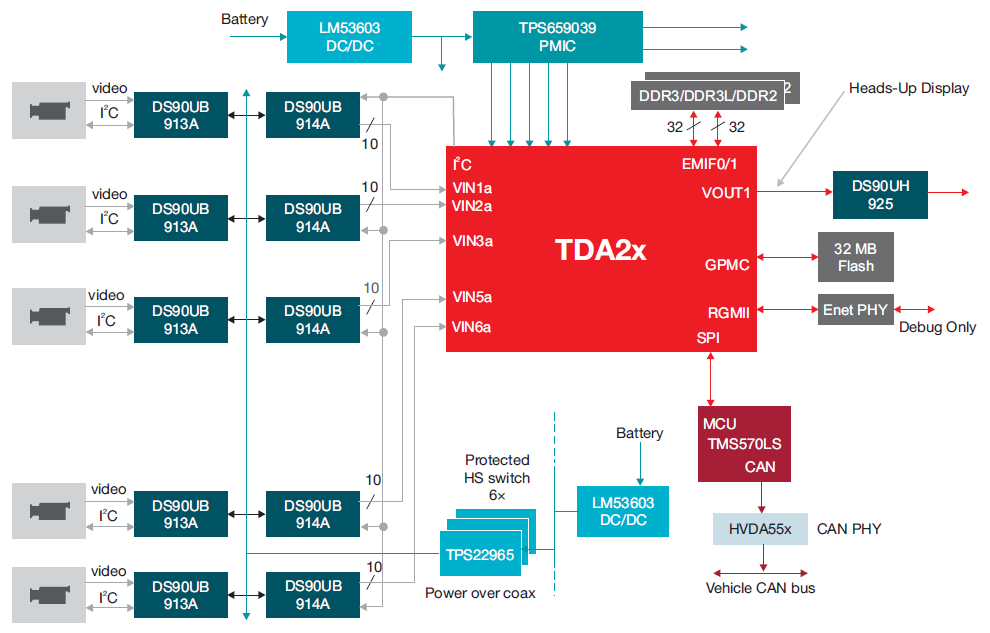 Battery
LM53603
DC/DC
TPS659039
PMIC
2
DDR3/DDR3L/DDR2
32
32
Heads-Up Display
video
I²C
DS90UB
913A
DS90UB
914A
10
video
I²C
DS90UB
913A
DS90UB
914A
10
video
I²C
DS90UB
913A
DS90UB
914A
10
video
I²C
DS90UB
913A
DS90UB
914A
10
video
I²C
DS90UB
913A
DS90UB
914A
10
I²C
VIN1a
VIN2a
VIN3a
VIN5a
VIN6a
TDA2x
EMIF0/1
VOUT1
GPMC
RGMII
SPI
DS90UH
925
32 MB
Flash
Enet PHY
Debug Only
MCU
TMS570LS
CAN
HVDA55x
CAN PHY
Vehicle CAN bus
Battery
LM53603
DC/DC
Protected
HS switch
6×
TPS22965
Power over coax